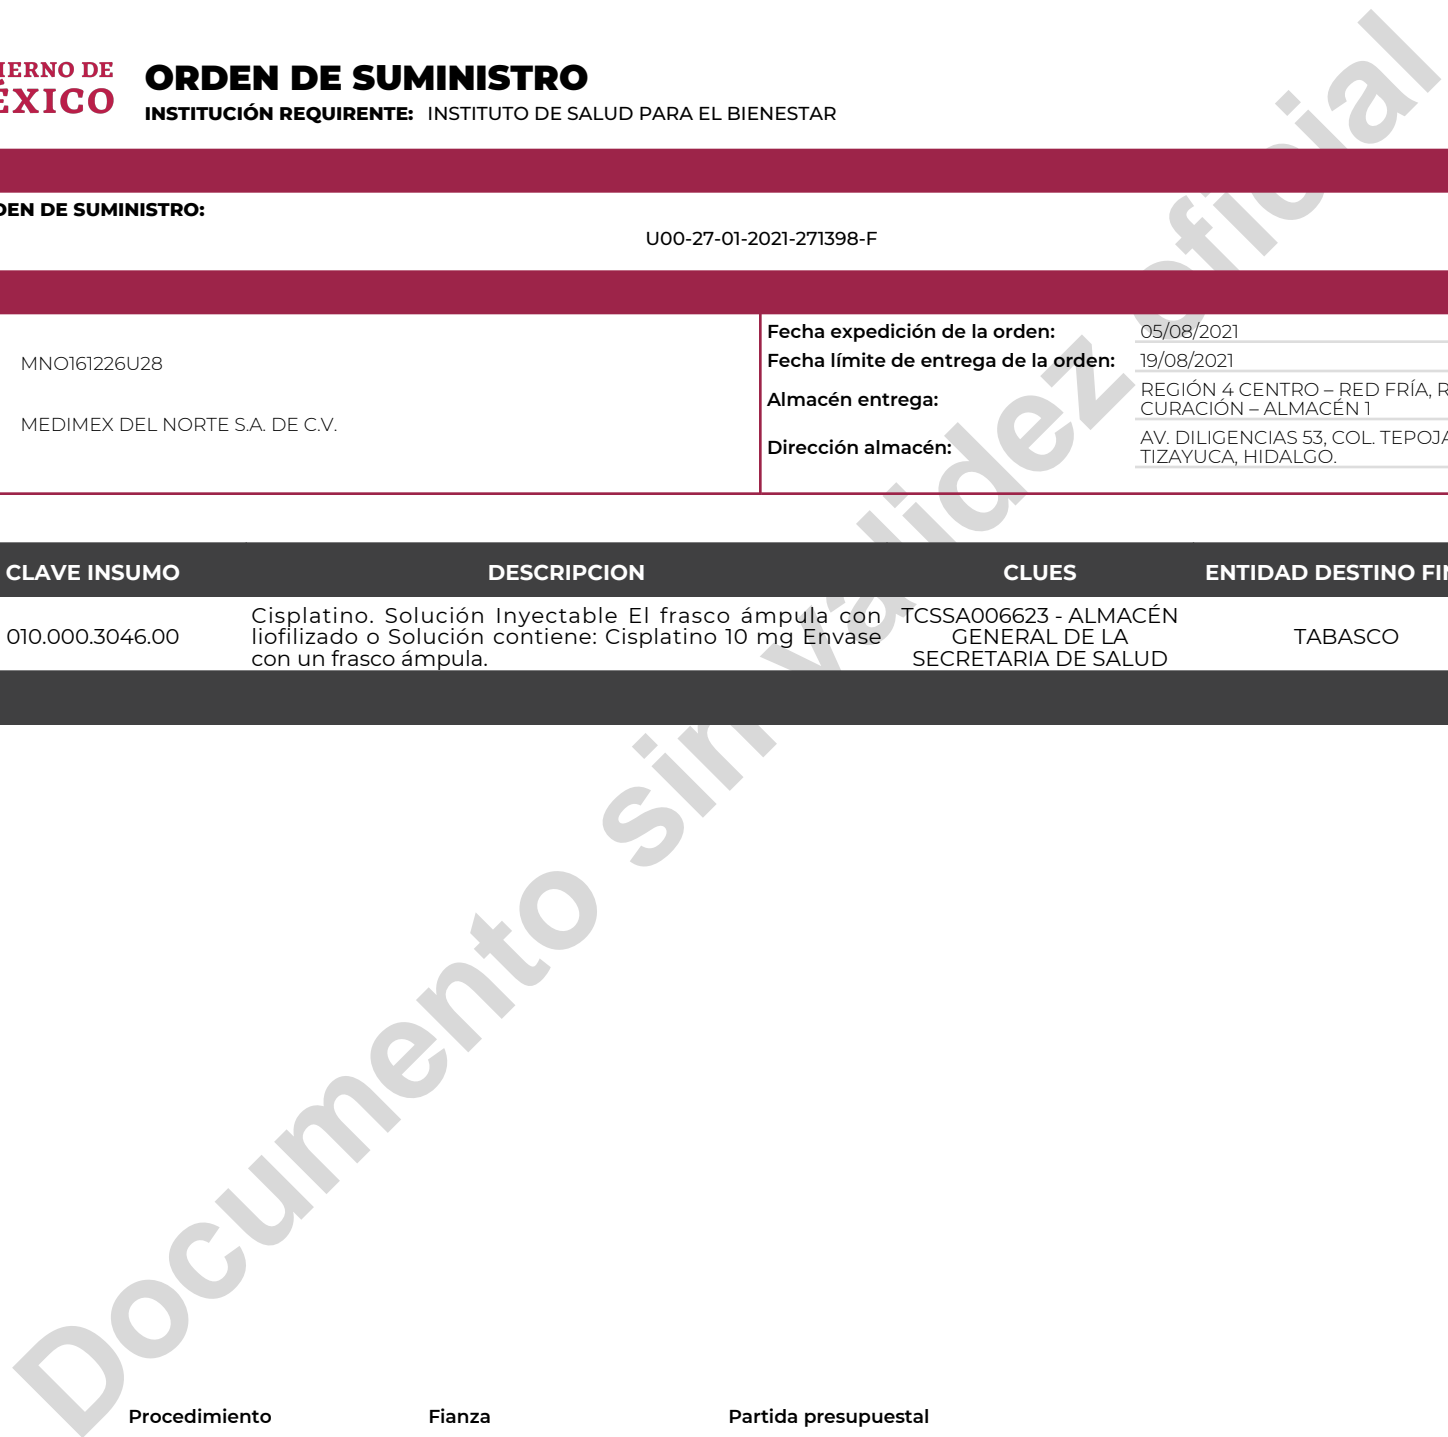 IERNO DE
ÉXICO
ORDEN DE SUMINISTRO
INSTITUCIÓN REQUIRENTE: INSTITUTO DE SALUD PARA EL BIENESTAR
DEN DE SUMINISTRO:
U00-27-01-2021-271398-F
MNO161226U28
MEDIMEX DEL NORTE S.A. DE C.V.
Fecha expedición de la orden: 05/08/2021
Fecha límite de entrega de la orden: 19/08/2021
Almacén entrega: REGIÓN 4 CENTRO – RED FRÍA, R
CURACIÓN – ALMACÉN 1
Dirección almacén: AV. DILIGENCIAS 53, COL. TEPOJA
TIZAYUCA, HIDALGO.
CLAVE INSUMO DESCRIPCION CLUES ENTIDAD DESTINO FIN
010.000.3046.00
Cisplatino. Solución Inyectable El frasco ámpula con
liofilizado o Solución contiene: Cisplatino 10 mg Envase
con un frasco ámpula.
TCSSA006623 - ALMACÉN
GENERAL DE LA
SECRETARIA DE SALUD
TABASCO
Documento sin validez oficial
Procedimiento Fianza Partida presupuestal